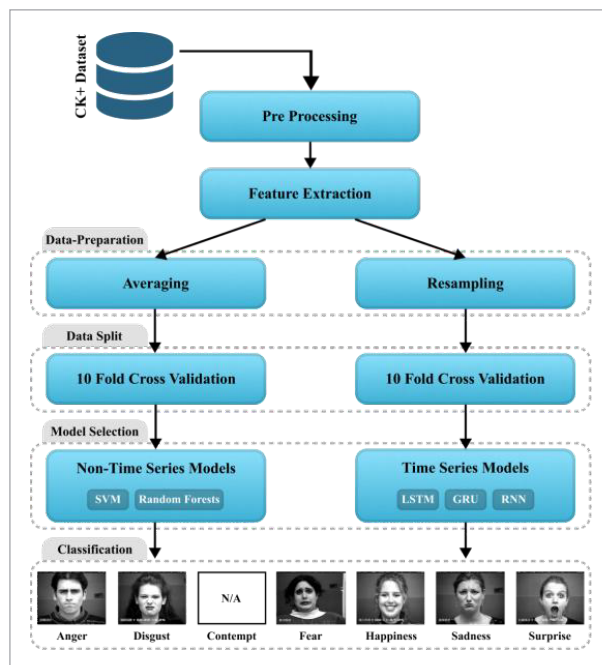 CK+ Dataset
Pre Processing
Feature Extraction
Data-Preparation
Averaging
Resampling
Data Split
10 Fold Cross Validation
10 Fold Cross Validation
Model Selection
Non-Time Series Models
SVM
Random Forests
Time Series Models
LSTM
GRU
RNN
Classification
N/A
Anger
Disgust
Contempt
Fear
Happiness
Sadness
Surprise